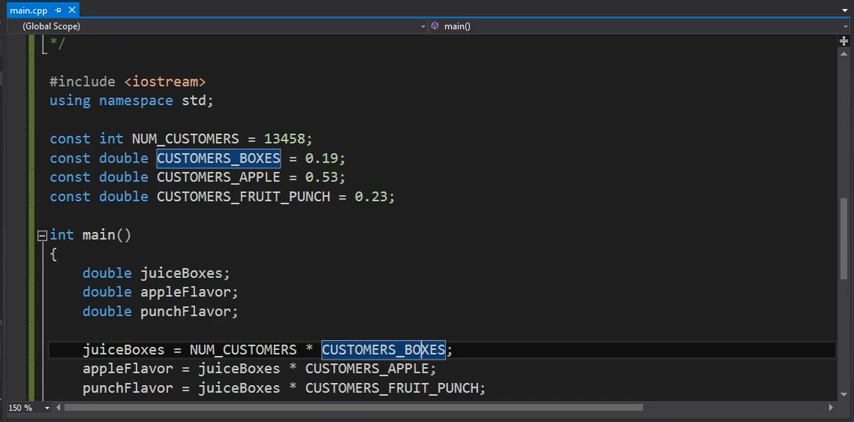 main.cpp
(Global Scope) main()
*/
#include <iostream>
using namespace std;
const int NUM_CUSTOMERS = 13458;
const double CUSTOMERS_BOXES = 0.19;
const double CUSTOMERS_APPLE = 0.53;
const double CUSTOMERS_FRUIT_PUNCH = 0.23;
int main()
{
double juiceBoxes;
double appleFlavor;
double punchFlavor;
juiceBoxes = NUM_CUSTOMERS * CUSTOMERS_BOXES;
appleFlavor = juiceBoxes * CUSTOMERS_APPLE;
punchFlavor = juiceBoxes * CUSTOMERS_FRUIT_PUNCH;
150 %